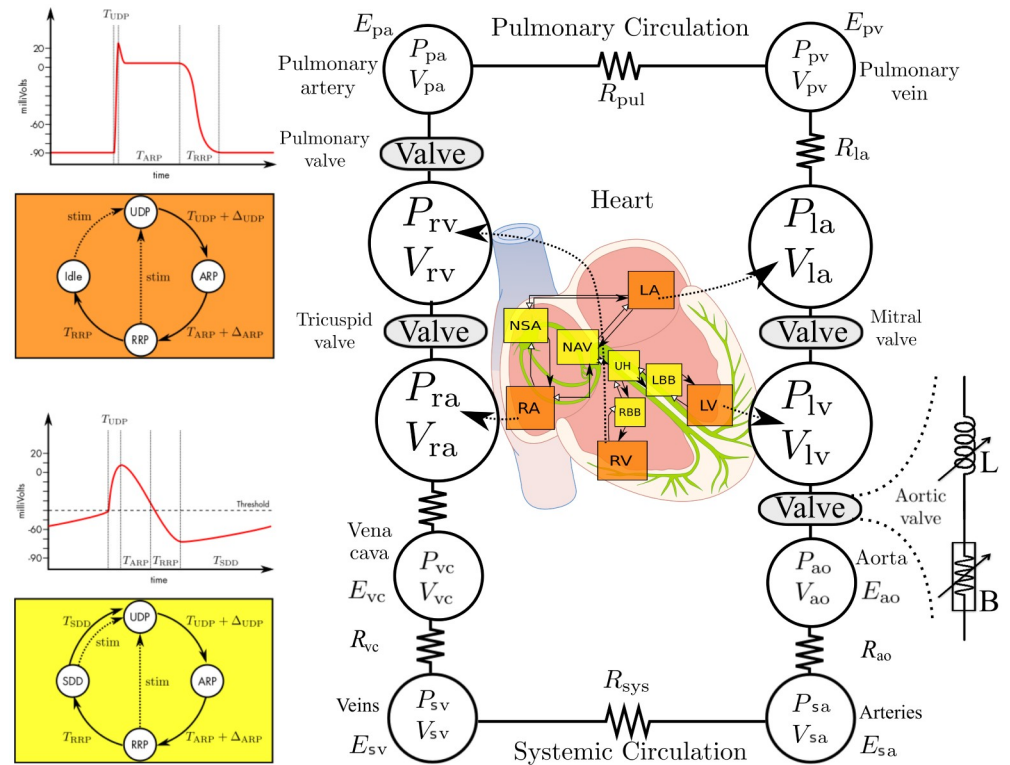 T_UDP
20
0
-60
-90
milliVolts
T_ARP
T_RRP
time
stim
UDP
T_UDP + Δ_UDP
Idle
stim
ARP
T_RRP
RRP
T_ARP + Δ_ARP
T_UDP
20
0
-60
-90
milliVolts
Threshold
T_ARP
T_RRP
T_SDD
time
T_SDD
UDP
T_UDP + Δ_UDP
stim
SDD
stim
ARP
T_RRP
RRP
T_ARP + Δ_ARP
E_pa
Pulmonary Circulation
E_pv
Pulmonary
artery
P_pa
V_pa
R_pul
P_pv
V_pv
Pulmonary
vein
Pulmonary
valve
Valve
R_la
P_rv
V_rv
Heart
P_la
V_la
Tricuspid
valve
Valve
Valve
Mitral
valve
LA
NSA
NAV
UH
LBB
RA
RBB
LV
RV
P_ra
V_ra
P_lv
V_lv
Valve
Aortic
valve
L
B
Vena
cava
E_vc
P_vc
V_vc
P_ao
V_ao
Aorta
E_ao
R_vc
R_ao
Veins
E_sv
P_sv
V_sv
R_sys
Systemic Circulation
P_sa
V_sa
Arteries
E_sa